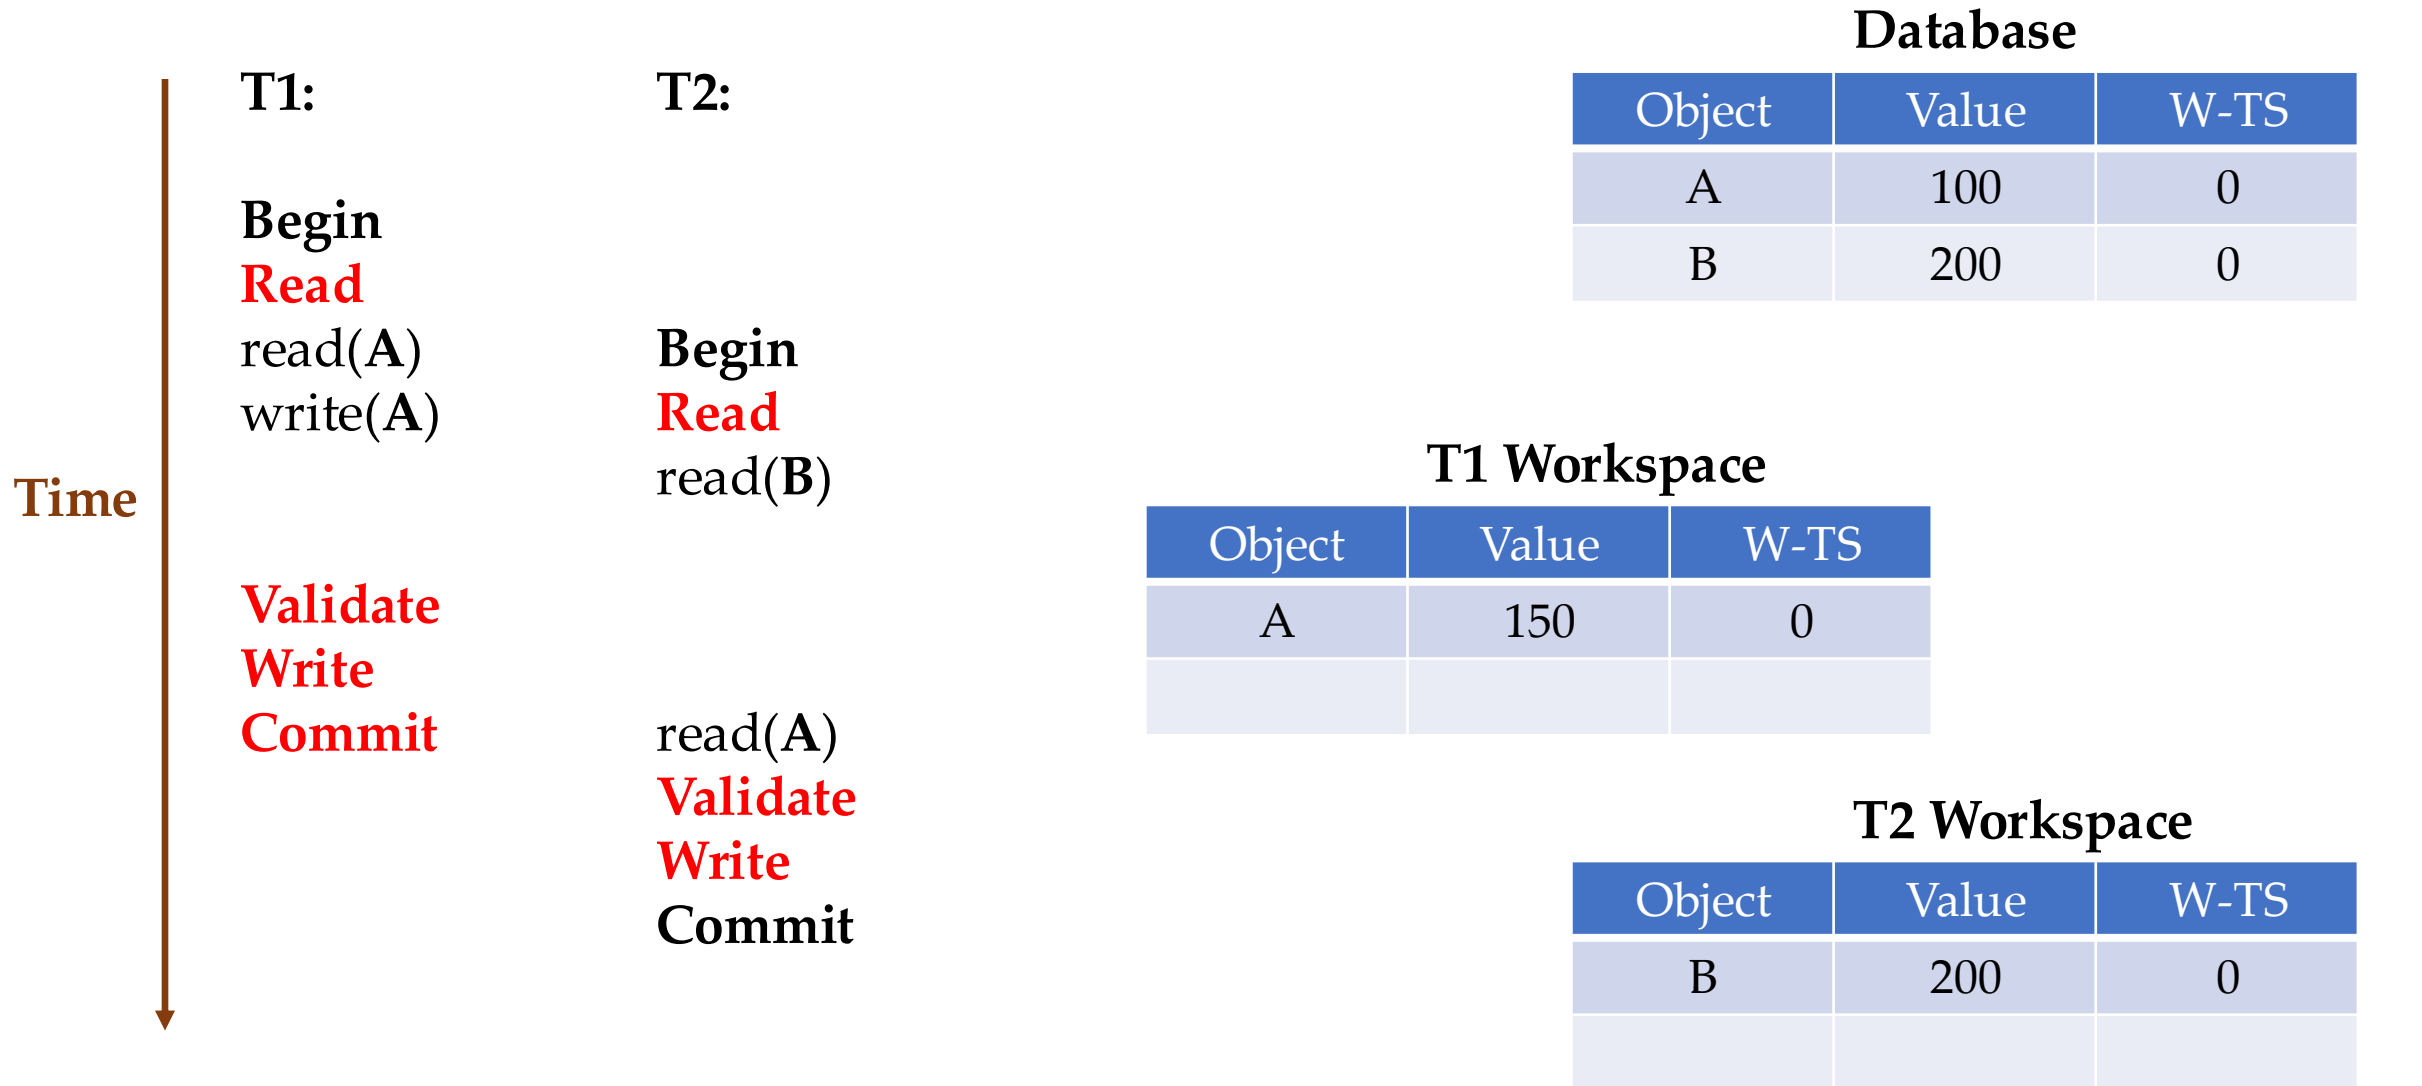 Time
T1:
Begin
Read
read(A)
write(A)
Validate
Write
Commit
T2:
Begin
Read
read(B)
read(A)
Validate
Write
Commit
Database
Object Value W-TS
A 100 0
B 200 0
T1 Workspace
Object Value W-TS
A 150 0
T2 Workspace
Object Value W-TS
B 200 0